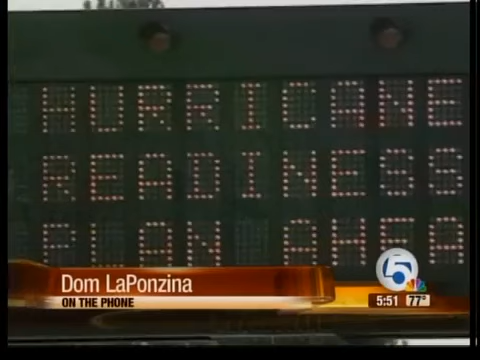 HURRICANE
READINESS
PLAN AHEA
Dom LaPonzina
ON THE PHONE
5
5:51 77°